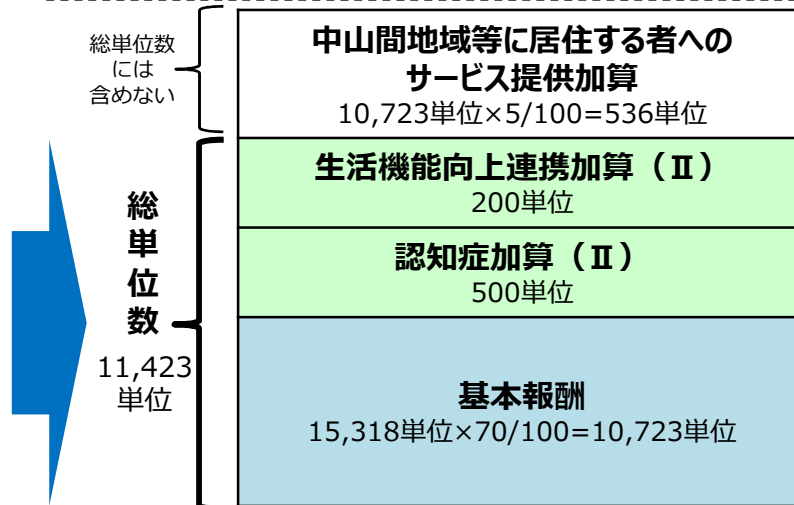 総単位数
には
含めない
中山間地域等に居住する者への
サービス提供加算
10,723単位×5/100=536単位
総単位数
11,423
単位
生活機能向上連携加算（Ⅱ）
200単位
認知症加算（Ⅱ）
500単位
基本報酬
15,318単位×70/100=10,723単位